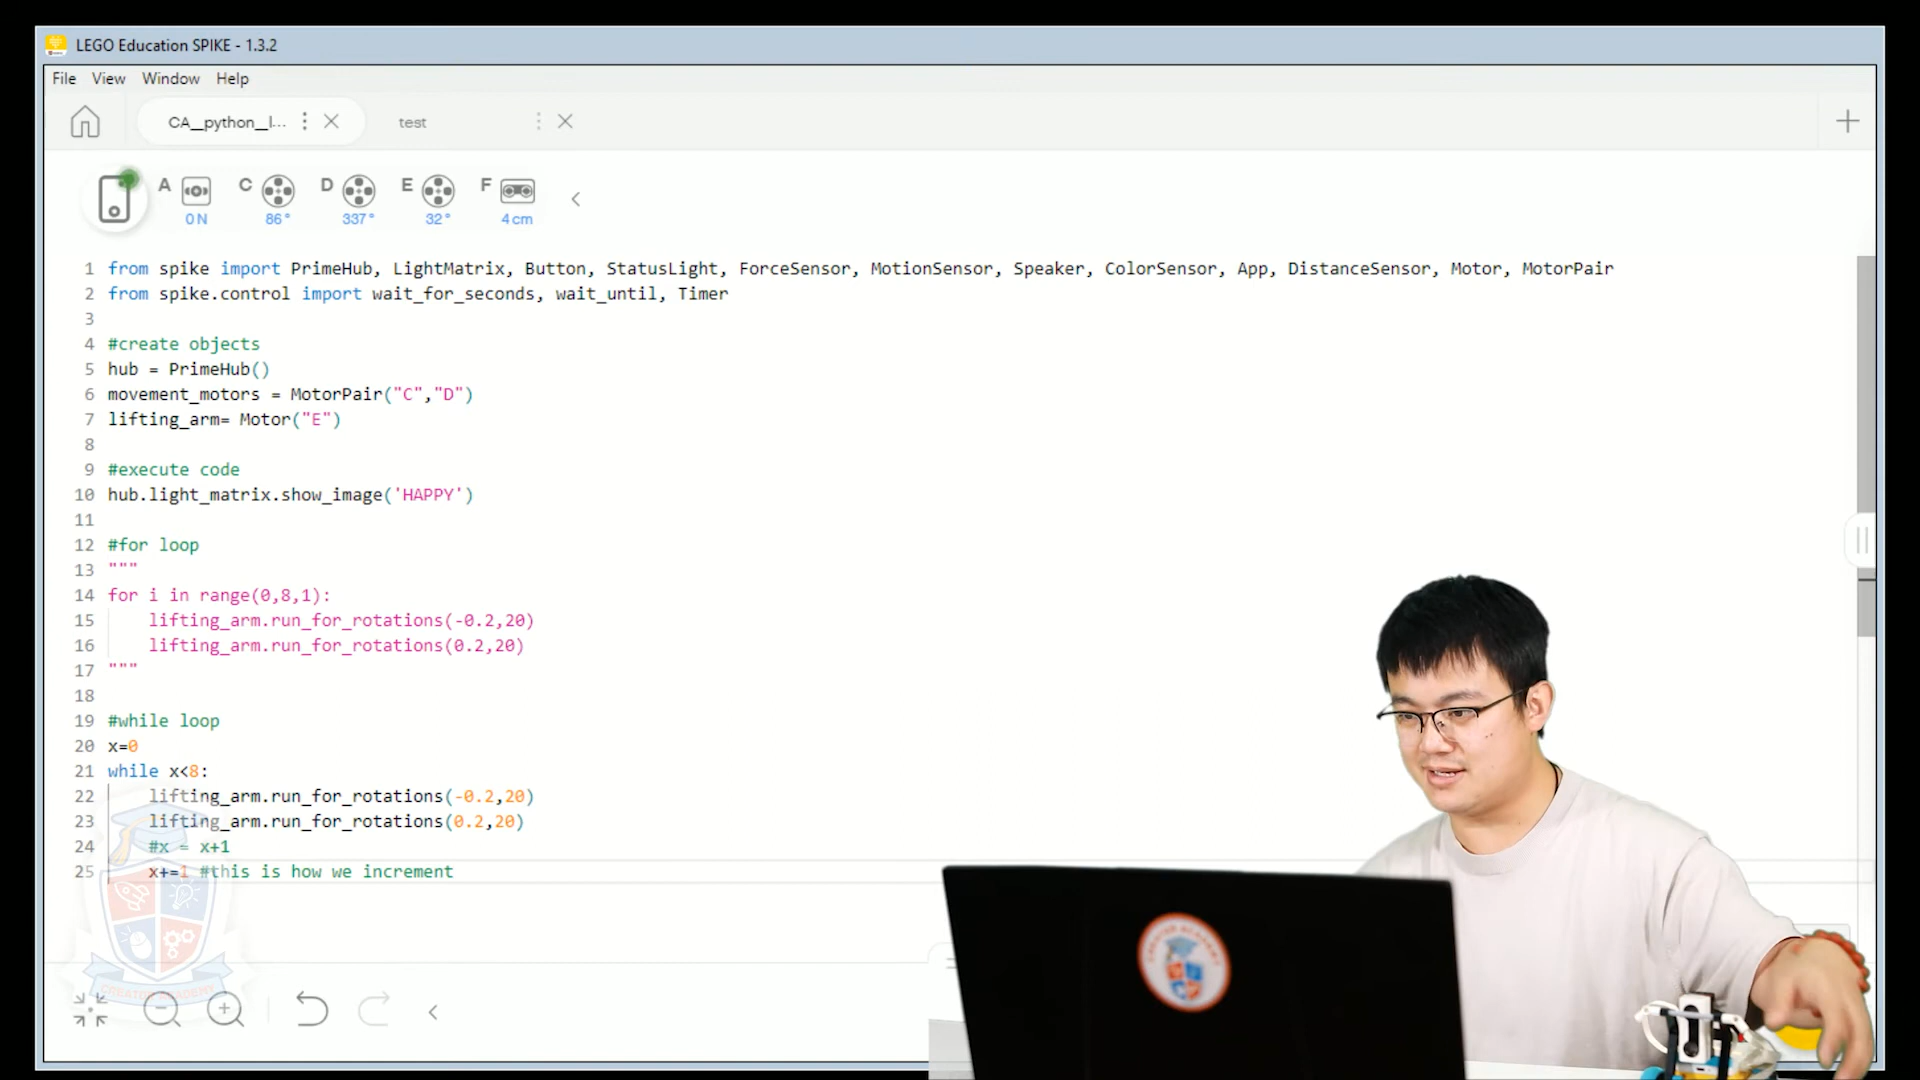 LEGO Education SPIKE - 1.3.2
File View Window Help
CA_python_l... test
A C D E F
0 N 86° 337° 32° 4 cm
1 from spike import PrimeHub, LightMatrix, Button, StatusLight, ForceSensor, MotionSensor, Speaker, ColorSensor, App, DistanceSensor, Motor, MotorPair
2 from spike.control import wait_for_seconds, wait_until, Timer
3
4 #create objects
5 hub = PrimeHub()
6 movement_motors = MotorPair("C","D")
7 lifting_arm= Motor("E")
8
9 #execute code
10 hub.light_matrix.show_image('HAPPY')
11
12 #for loop
13 """
14 for i in range(0,8,1):
15 lifting_arm.run_for_rotations(-0.2,20)
16 lifting_arm.run_for_rotations(0.2,20)
17 """
18
19 #while loop
20 x=0
21 while x<8:
22 lifting_arm.run_for_rotations(-0.2,20)
23 lifting_arm.run_for_rotations(0.2,20)
24 #x = x+1
25 x+=1 #this is how we increment
CREATOR ACADEMY
CREATOR ACADEMY